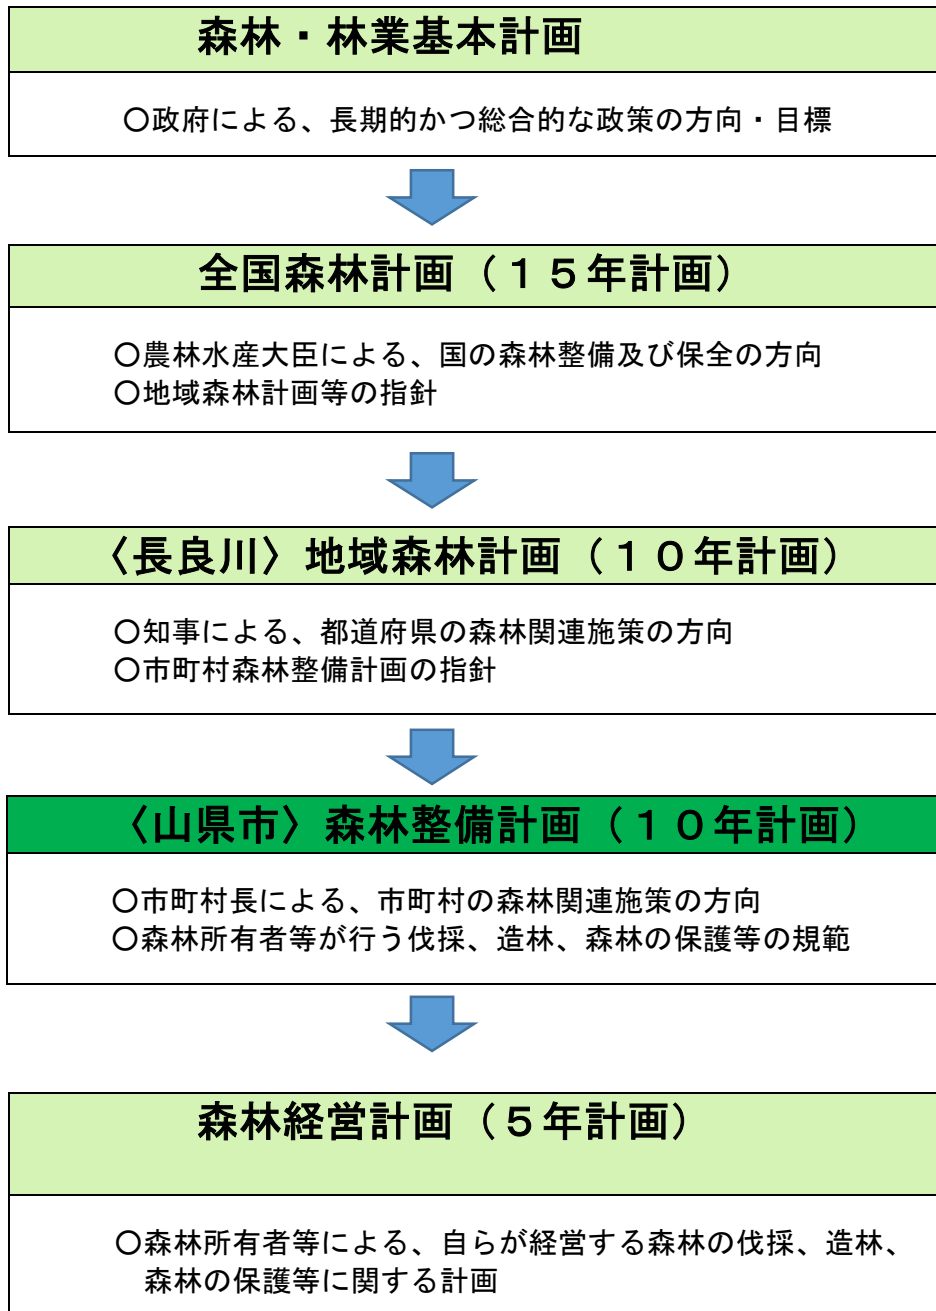 森林・林業基本計画
〇政府による、長期的かつ総合的な政策の方向・目標
全国森林計画（１５年計画）
〇農林水産大臣による、国の森林整備及び保全の方向
〇地域森林計画等の指針
〈長良川〉地域森林計画（１０年計画）
〇知事による、都道府県の森林関連施策の方向
〇市町村森林整備計画の指針
〈山県市〉森林整備計画（１０年計画）
〇市町村長による、市町村の森林関連施策の方向
〇森林所有者等が行う伐採、造林、森林の保護等の規範
森林経営計画（５年計画）
〇森林所有者等による、自らが経営する森林の伐採、造林、
森林の保護等に関する計画